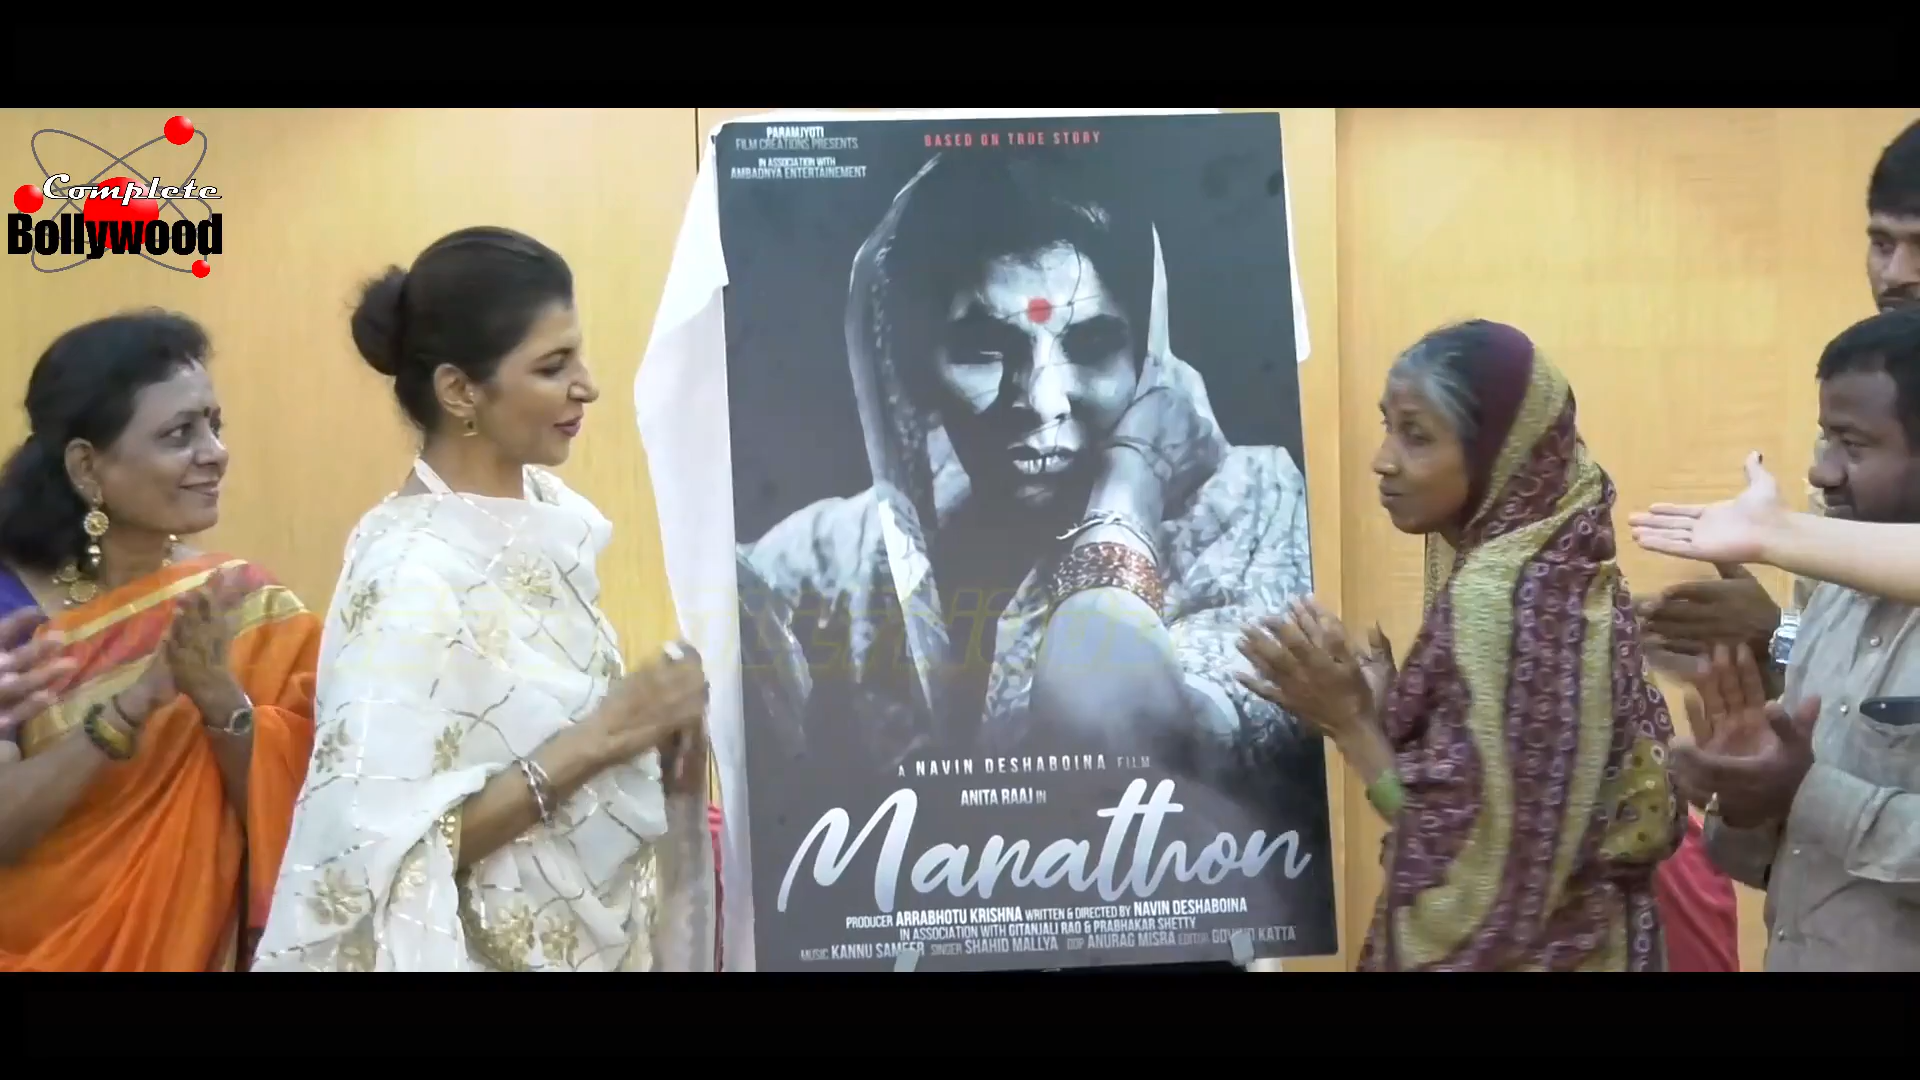 Complete
Bollywood
PARAMJYOTI
FILM CREATIONS PRESENTS
IN ASSOCIATION WITH
AMBADNYA ENTERTAINEMENT
BASED ON TRUE STORY
A NAVIN DESHABOINA FILM
ANITA RAAJ IN
Marathon
PRODUCER ARRABHOTU KRISHNA WRITTEN & DIRECTED BY NAVIN DESHABOINA
IN ASSOCIATION WITH GITANJALI RAO & PRABHAKAR SHETTY
MUSIC KANNU SAMEER SINGER SHAHID MALLYA DOP ANURAG MISRA EDITOR GOVIND KATTA